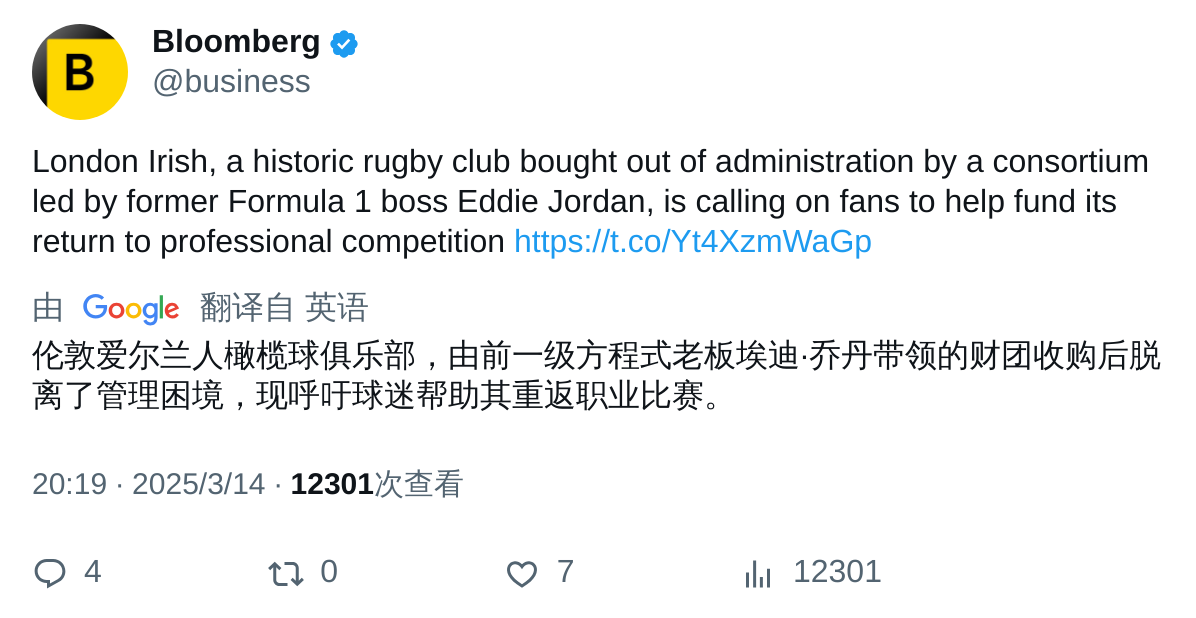 B
Bloomberg
@business
London Irish, a historic rugby club bought out of administration by a consortium
led by former Formula 1 boss Eddie Jordan, is calling on fans to help fund its
return to professional competition https://t.co/Yt4XzmWaGp
由 Google 翻译自 英语
伦敦爱尔兰人橄榄球俱乐部，由前一级方程式老板埃迪·乔丹带领的财团收购后脱
离了管理困境，现呼吁球迷帮助其重返职业比赛。
20:19 · 2025/3/14 · 12301次查看
4 0 7 12301